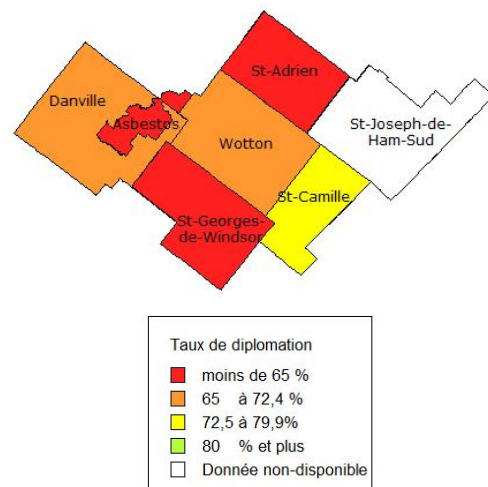 St-Adrien
Danville
Asbestos
St-Joseph-de-
Ham-Sud
Wotton
St-Camille
St-Georges-
de-Windsor
Taux de diplomation
moins de 65 %
65 à 72,4 %
72,5 à 79,9%
80 % et plus
Donnée non-disponible